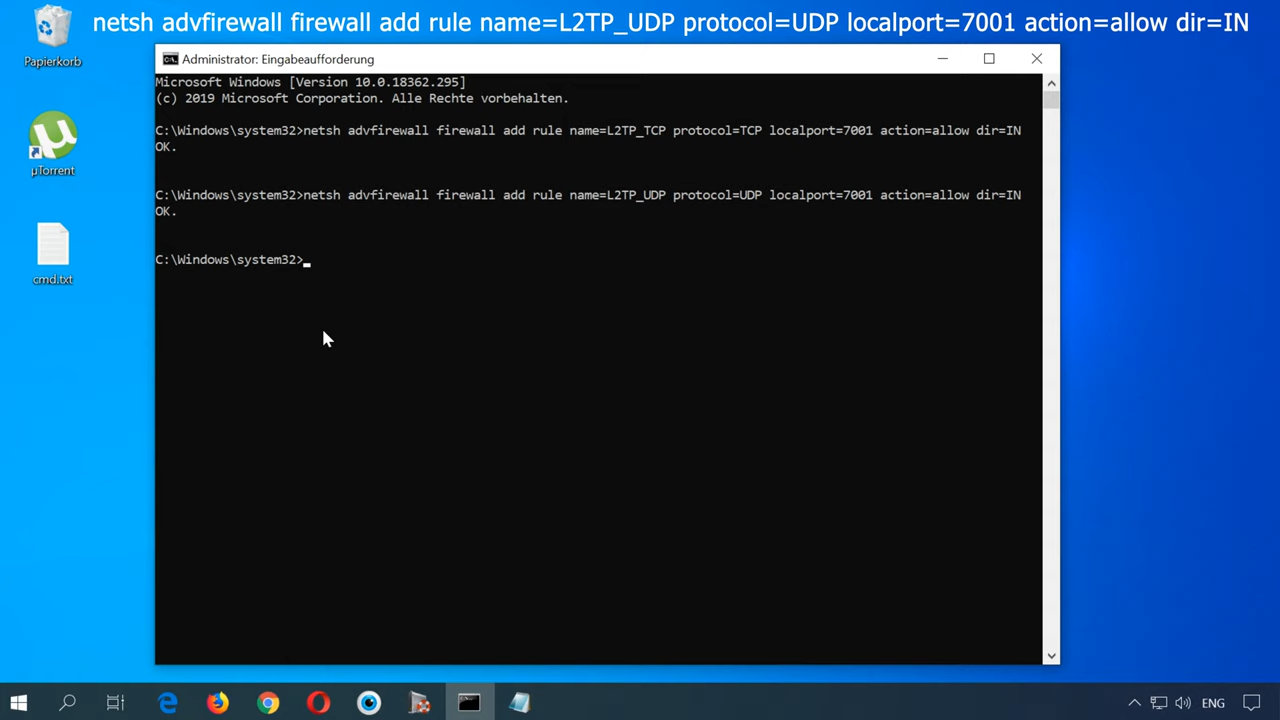 netsh advfirewall firewall add rule name=L2TP_UDP protocol=UDP localport=7001 action=allow dir=IN
Papierkorb
µTorrent
cmd.txt
Administrator: Eingabeaufforderung
Microsoft Windows [Version 10.0.18362.295]
(c) 2019 Microsoft Corporation. Alle Rechte vorbehalten.
C:\Windows\system32>netsh advfirewall firewall add rule name=L2TP_TCP protocol=TCP localport=7001 action=allow dir=IN
OK.
C:\Windows\system32>netsh advfirewall firewall add rule name=L2TP_UDP protocol=UDP localport=7001 action=allow dir=IN
OK.
C:\Windows\system32>
ENG